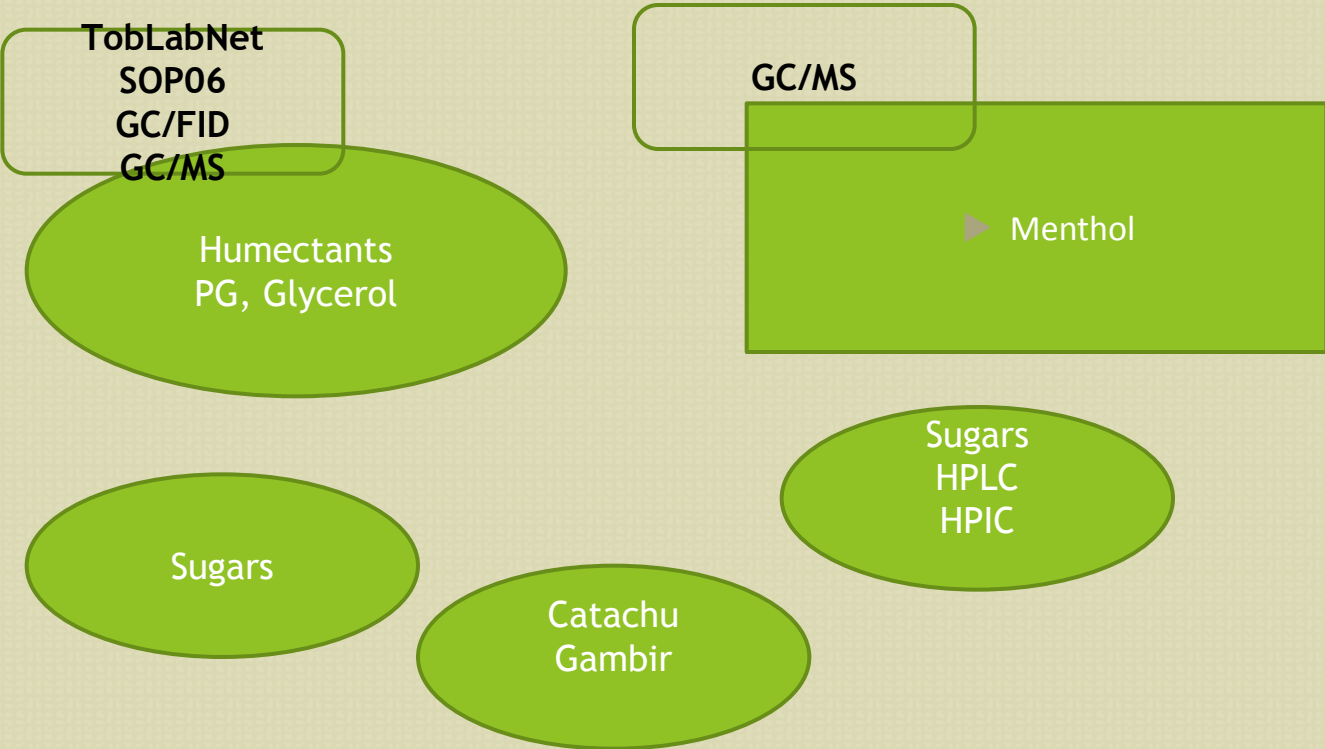 TobLabNet
SOP06
GC/FID
GC/MS
GC/MS
Humectants
PG, Glycerol
Menthol
Sugars
HPLC
HPIC
Sugars
Catachu
Gambir